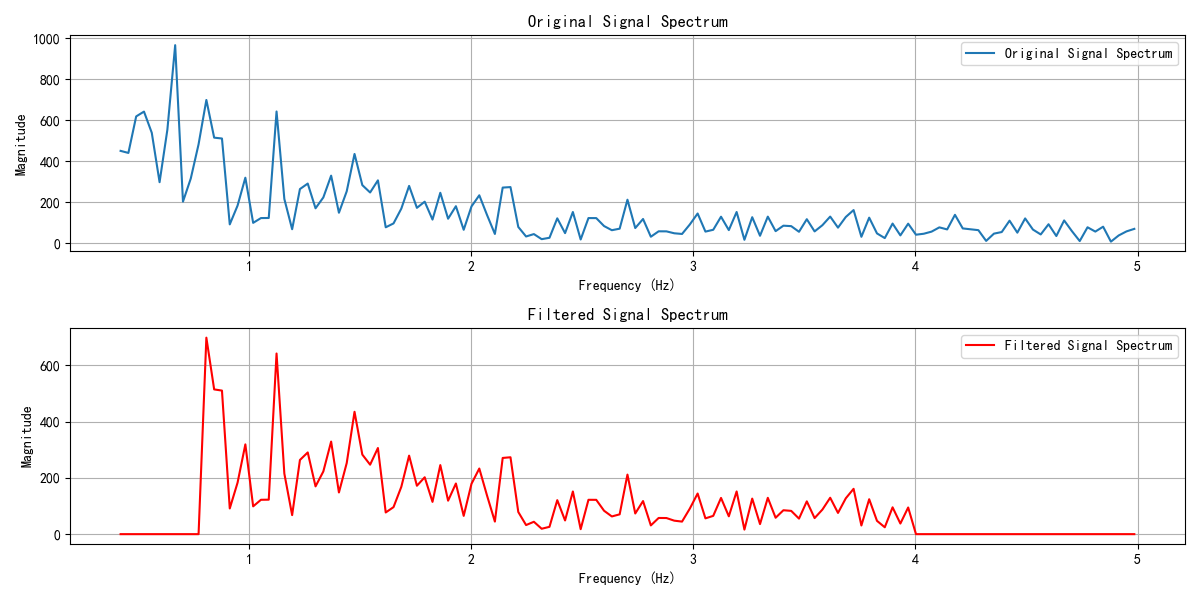 Original Signal Spectrum
1000
800
600
400
200
0
Magnitude
Original Signal Spectrum
1 2 3 4 5
Frequency (Hz)
Filtered Signal Spectrum
600
400
200
0
Magnitude
Filtered Signal Spectrum
1 2 3 4 5
Frequency (Hz)